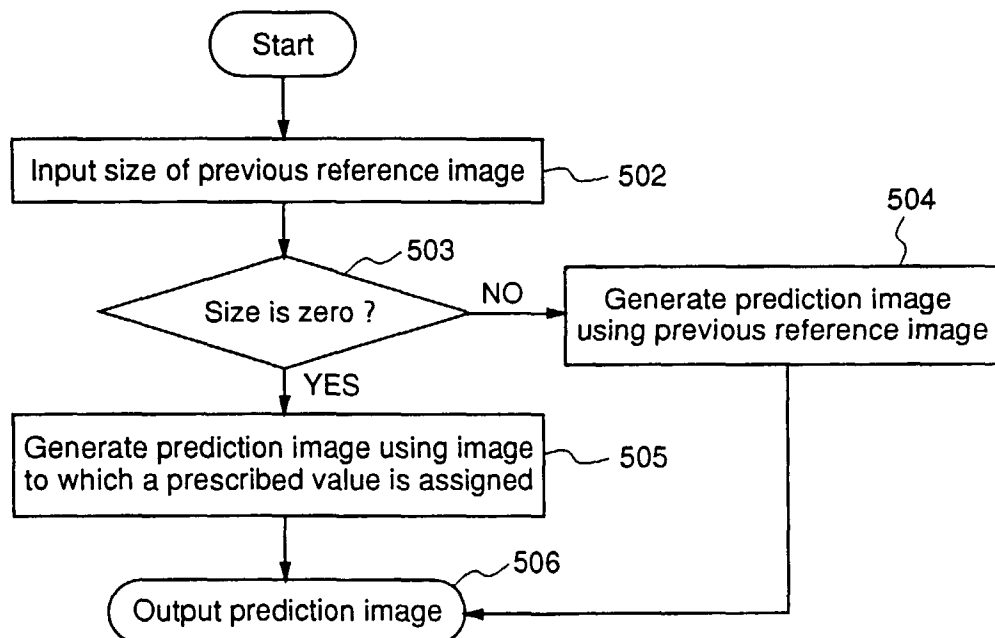 Start
Input size of previous reference image
502
503
Size is zero ?
NO
504
Generate prediction image
using previous reference image
YES
Generate prediction image using image
to which a prescribed value is assigned
505
506
Output prediction image